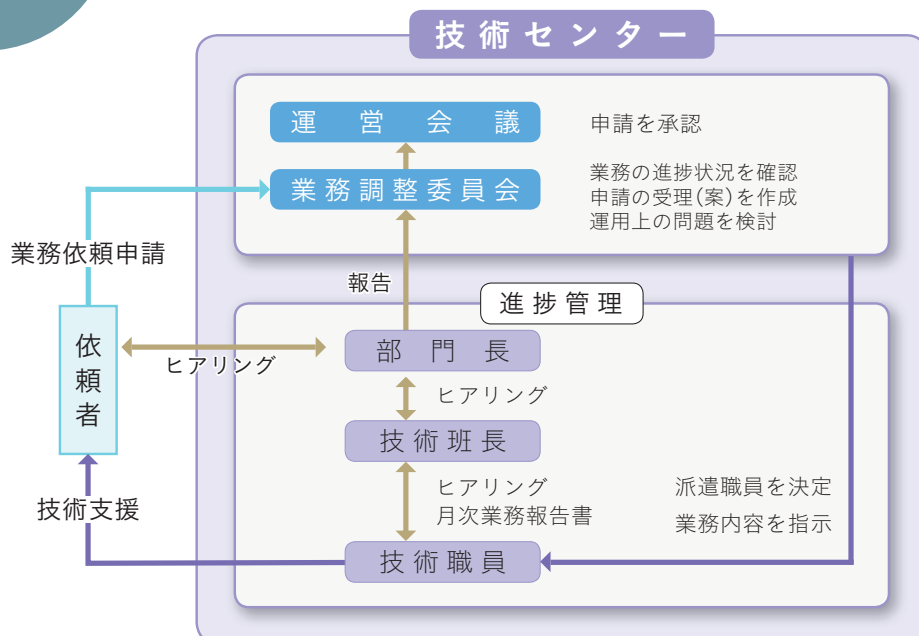 技術センター
運営会議
申請を承認
業務調整委員会
業務の進捗状況を確認
申請の受理(案)を作成
運用上の問題を検討
業務依頼申請
報告
進捗管理
依頼者
ヒアリング
部門長
ヒアリング
技術班長
ヒアリング
月次業務報告書
派遣職員を決定
業務内容を指示
技術支援
技術職員